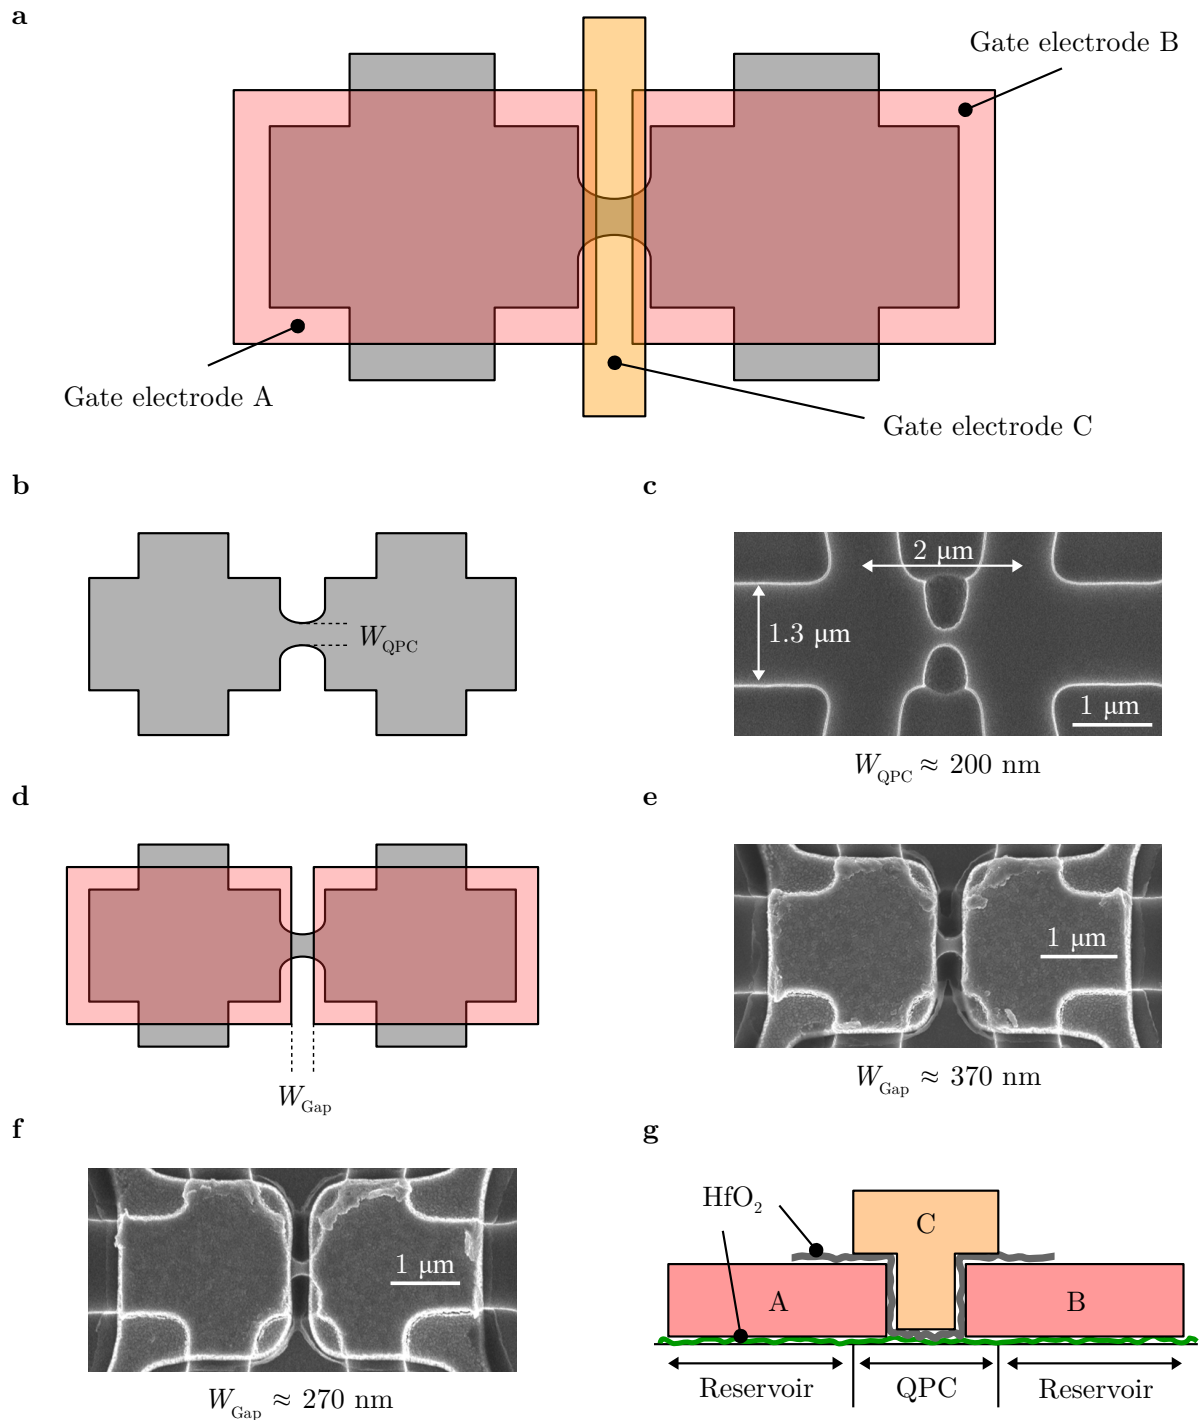 a
Gate electrode B
Gate electrode A
Gate electrode C
b
W_QPC
c
2 µm
1.3 µm
1 µm
W_QPC ≈ 200 nm
d
W_Gap
e
1 µm
W_Gap ≈ 370 nm
f
1 µm
W_Gap ≈ 270 nm
g
HfO₂
C
A
B
Reservoir
QPC
Reservoir